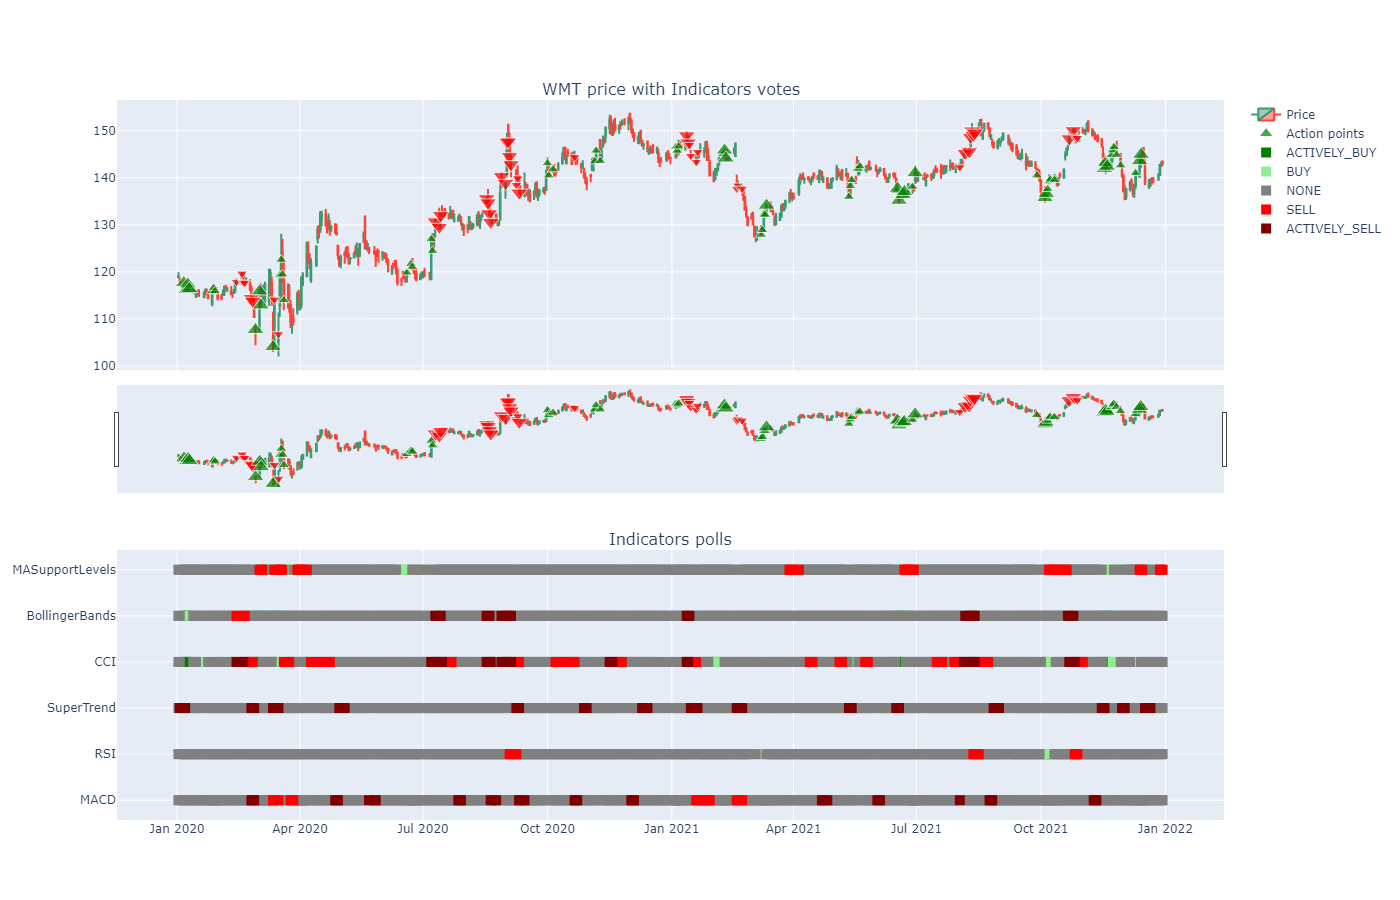 WMT price with Indicators votes
150
140
130
120
110
100
Price
Action points
ACTIVELY_BUY
BUY
NONE
SELL
ACTIVELY_SELL
Indicators polls
MASupportLevels
BollingerBands
CCI
SuperTrend
RSI
MACD
Jan 2020 Apr 2020 Jul 2020 Oct 2020 Jan 2021 Apr 2021 Jul 2021 Oct 2021 Jan 2022